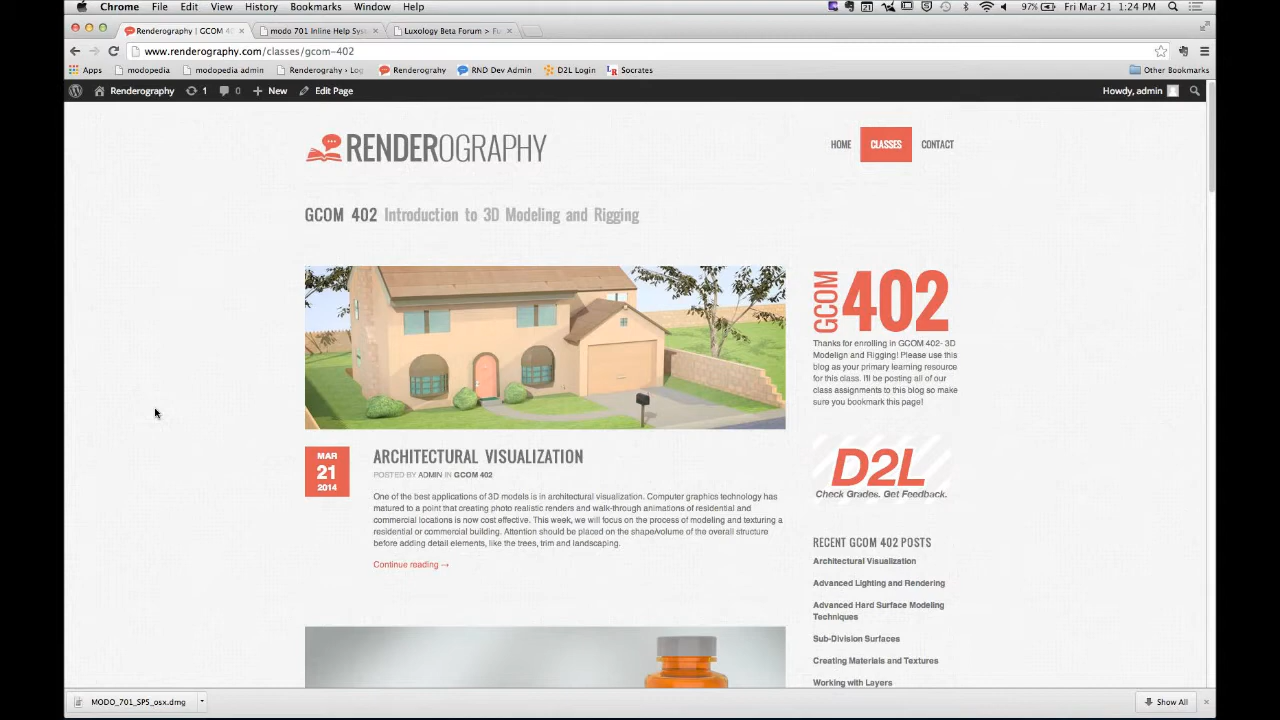 Chrome File Edit View History Bookmarks Window Help 97% Fri Mar 21 1:24 PM
Renderography | GCOM 40 modo 701 Inline Help Sys Luxology Beta Forum > Fu
www.renderography.com/classes/gcom-402
Apps modopedia modopedia admin Renderograhy › Log Renderograhy RND Dev Admin D2L Login Socrates Other Bookmarks
Renderography 1 0 + New Edit Page Howdy, admin
RENDEROGRAPHY
HOME CLASSES CONTACT
GCOM 402 Introduction to 3D Modeling and Rigging
GCOM 402
Thanks for enrolling in GCOM 402- 3D
Modelign and Rigging! Please use this
blog as your primary learning resource
for this class. I'll be posting all of our
class assignments to this blog so make
sure you bookmark this page!
MAR
21
2014
ARCHITECTURAL VISUALIZATION
POSTED BY ADMIN IN GCOM 402
One of the best applications of 3D models is in architectural visualization. Computer graphics technology has
matured to a point that creating photo realistic renders and walk-through animations of residential and
commercial locations is now cost effective. This week, we will focus on the process of modeling and texturing a
residential or commercial building. Attention should be placed on the shape/volume of the overall structure
before adding detail elements, like the trees, trim and landscaping.
Continue reading →
D2L
Check Grades. Get Feedback.
RECENT GCOM 402 POSTS
Architectural Visualization
Advanced Lighting and Rendering
Advanced Hard Surface Modeling
Techniques
Sub-Division Surfaces
Creating Materials and Textures
Working with Layers
MODO_701_SP5_osx.dmg
Show All